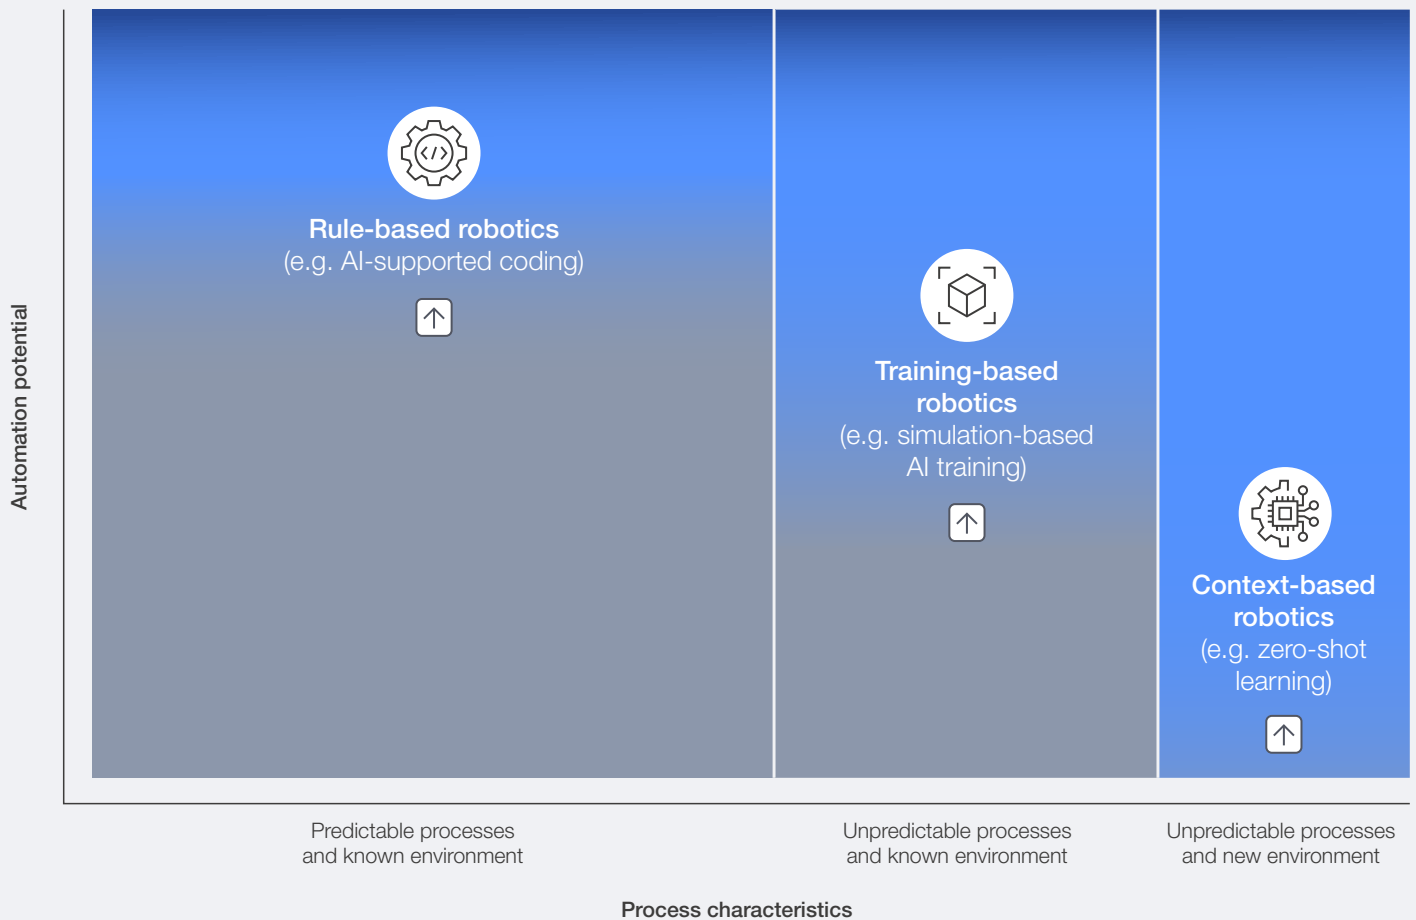 Automation potential
</>
Rule-based robotics
(e.g. AI-supported coding)
Training-based
robotics
(e.g. simulation-based
AI training)
Context-based
robotics
(e.g. zero-shot
learning)
Predictable processes
and known environment
Unpredictable processes
and known environment
Unpredictable processes
and new environment
Process characteristics